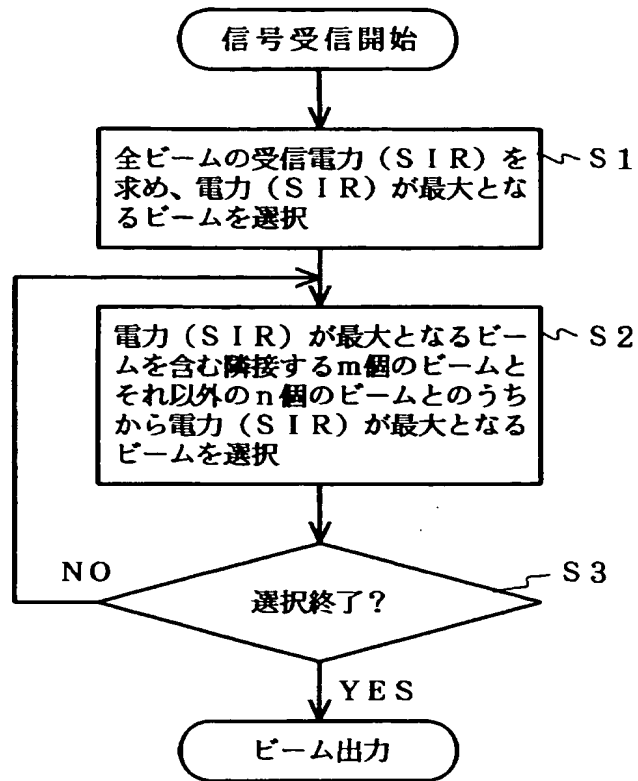 信号受信開始
全ビームの受信電力（ＳＩＲ）を
求め、電力（ＳＩＲ）が最大とな
るビームを選択
Ｓ１
電力（ＳＩＲ）が最大となるビー
ムを含む隣接するｍ個のビームと
それ以外のｎ個のビームとのうち
から電力（ＳＩＲ）が最大となる
ビームを選択
Ｓ２
ＮＯ
選択終了？
Ｓ３
ＹＥＳ
ビーム出力